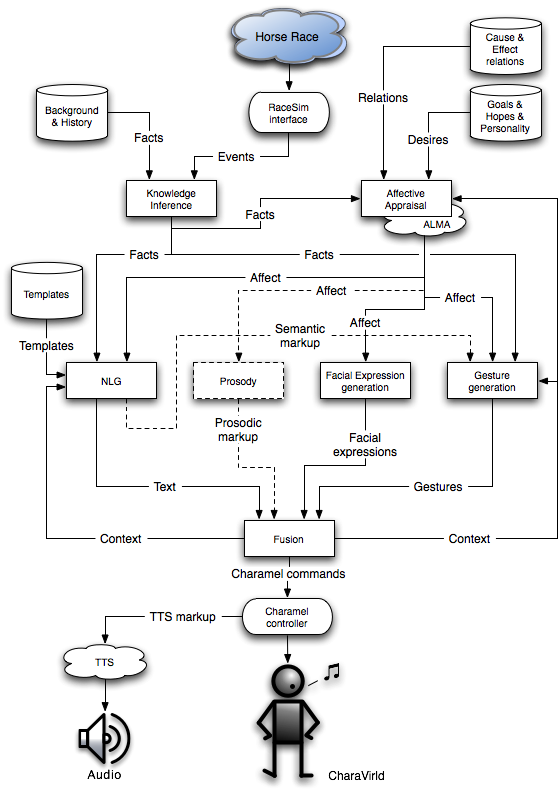 Horse Race
Cause &
Effect
relations
Background
& History
RaceSim
interface
Relations
Goals &
Hopes &
Personality
Facts
Desires
Events
Knowledge
Inference
Affective
Appraisal
Facts
ALMA
Facts
Facts
Affect
Affect
Affect
Templates
Affect
Semantic
markup
Templates
NLG
Prosody
Facial Expression
generation
Gesture
generation
Prosodic
markup
Facial
expressions
Text
Gestures
Context
Fusion
Context
Charamel commands
TTS markup
Charamel
controller
TTS
Audio
CharaVirld